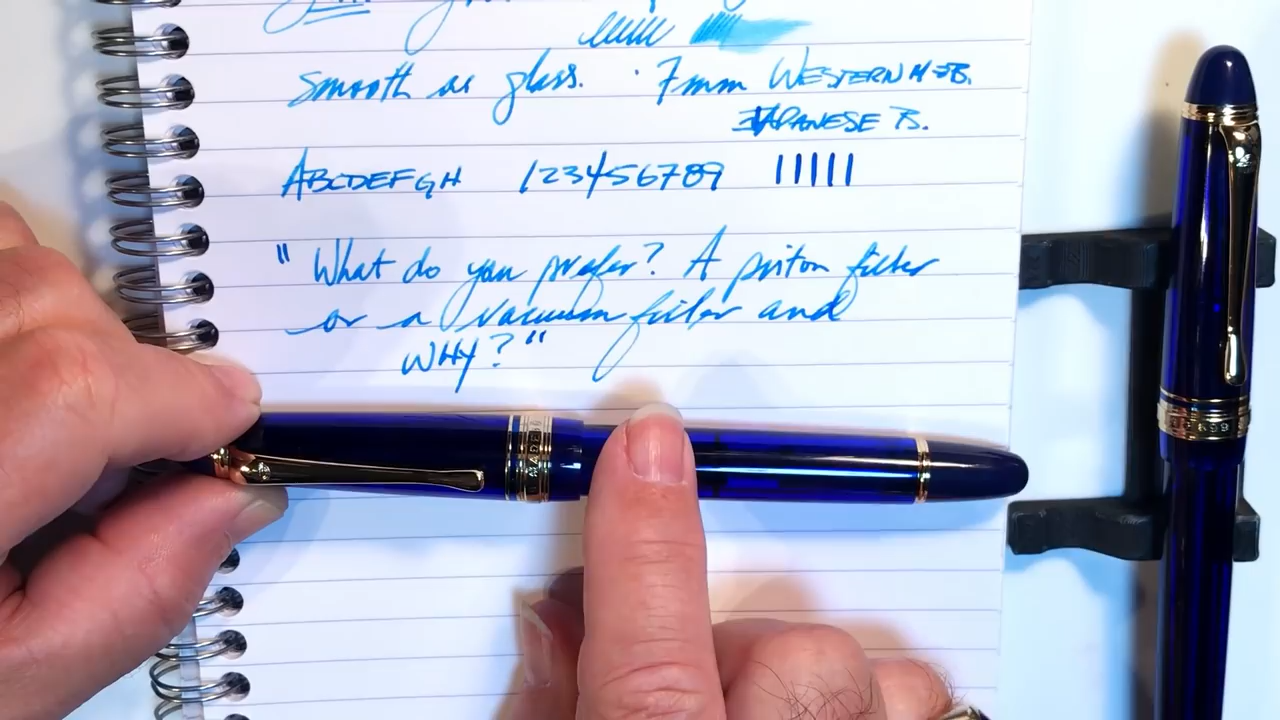 smooth as glass. · 7mm WESTERN M-B.
JAPANESE B.
ABCDEFGH 123456789 |||||
"What do you prefer? A piston filler
or a vacuum filler and
WHY?"